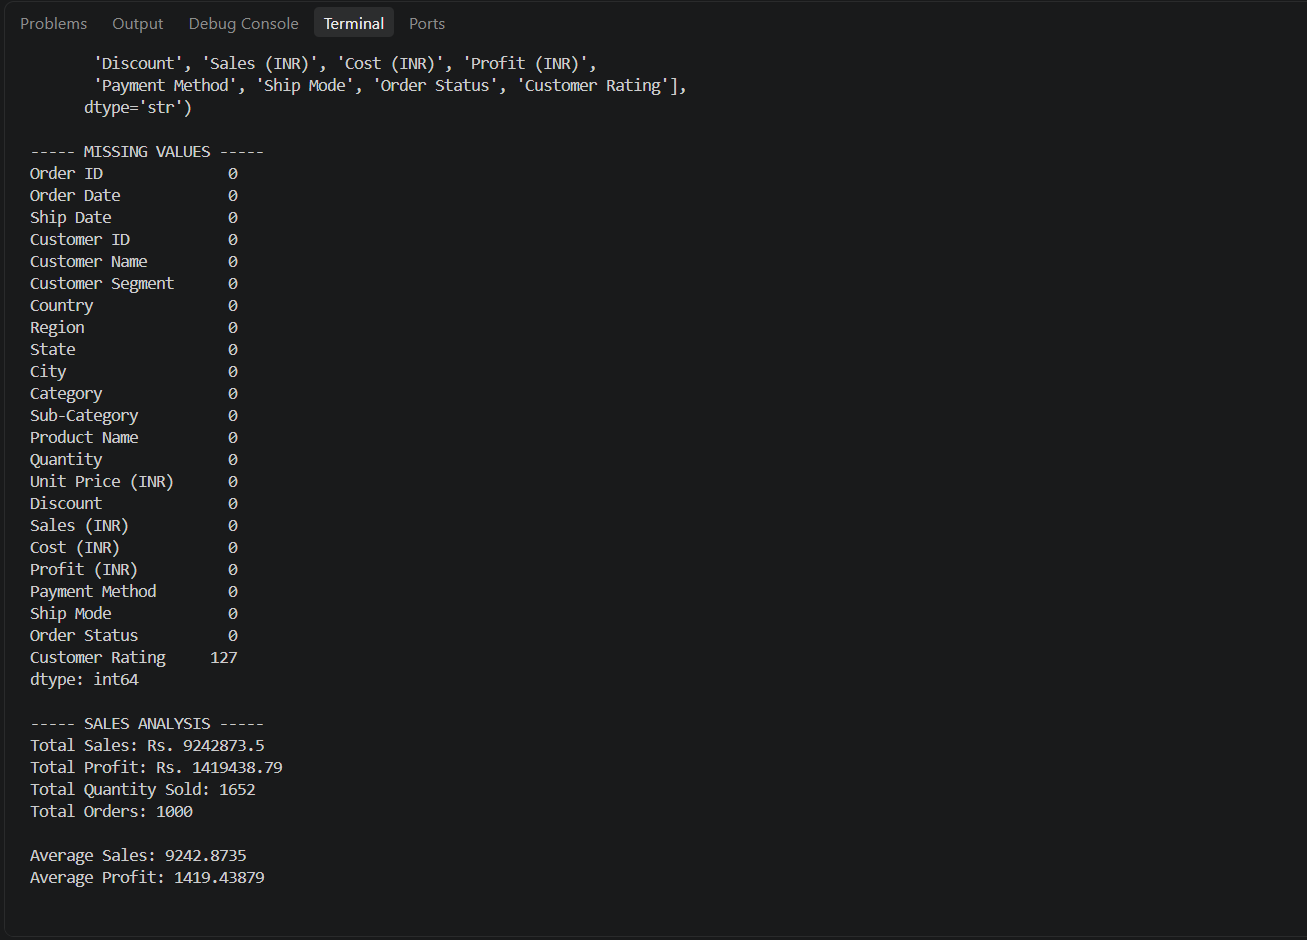 Problems Output Debug Console Terminal Ports
'Discount', 'Sales (INR)', 'Cost (INR)', 'Profit (INR)',
'Payment Method', 'Ship Mode', 'Order Status', 'Customer Rating'],
dtype='str')
----- MISSING VALUES -----
Order ID 0
Order Date 0
Ship Date 0
Customer ID 0
Customer Name 0
Customer Segment 0
Country 0
Region 0
State 0
City 0
Category 0
Sub-Category 0
Product Name 0
Quantity 0
Unit Price (INR) 0
Discount 0
Sales (INR) 0
Cost (INR) 0
Profit (INR) 0
Payment Method 0
Ship Mode 0
Order Status 0
Customer Rating 127
dtype: int64
----- SALES ANALYSIS -----
Total Sales: Rs. 9242873.5
Total Profit: Rs. 1419438.79
Total Quantity Sold: 1652
Total Orders: 1000
Average Sales: 9242.8735
Average Profit: 1419.43879